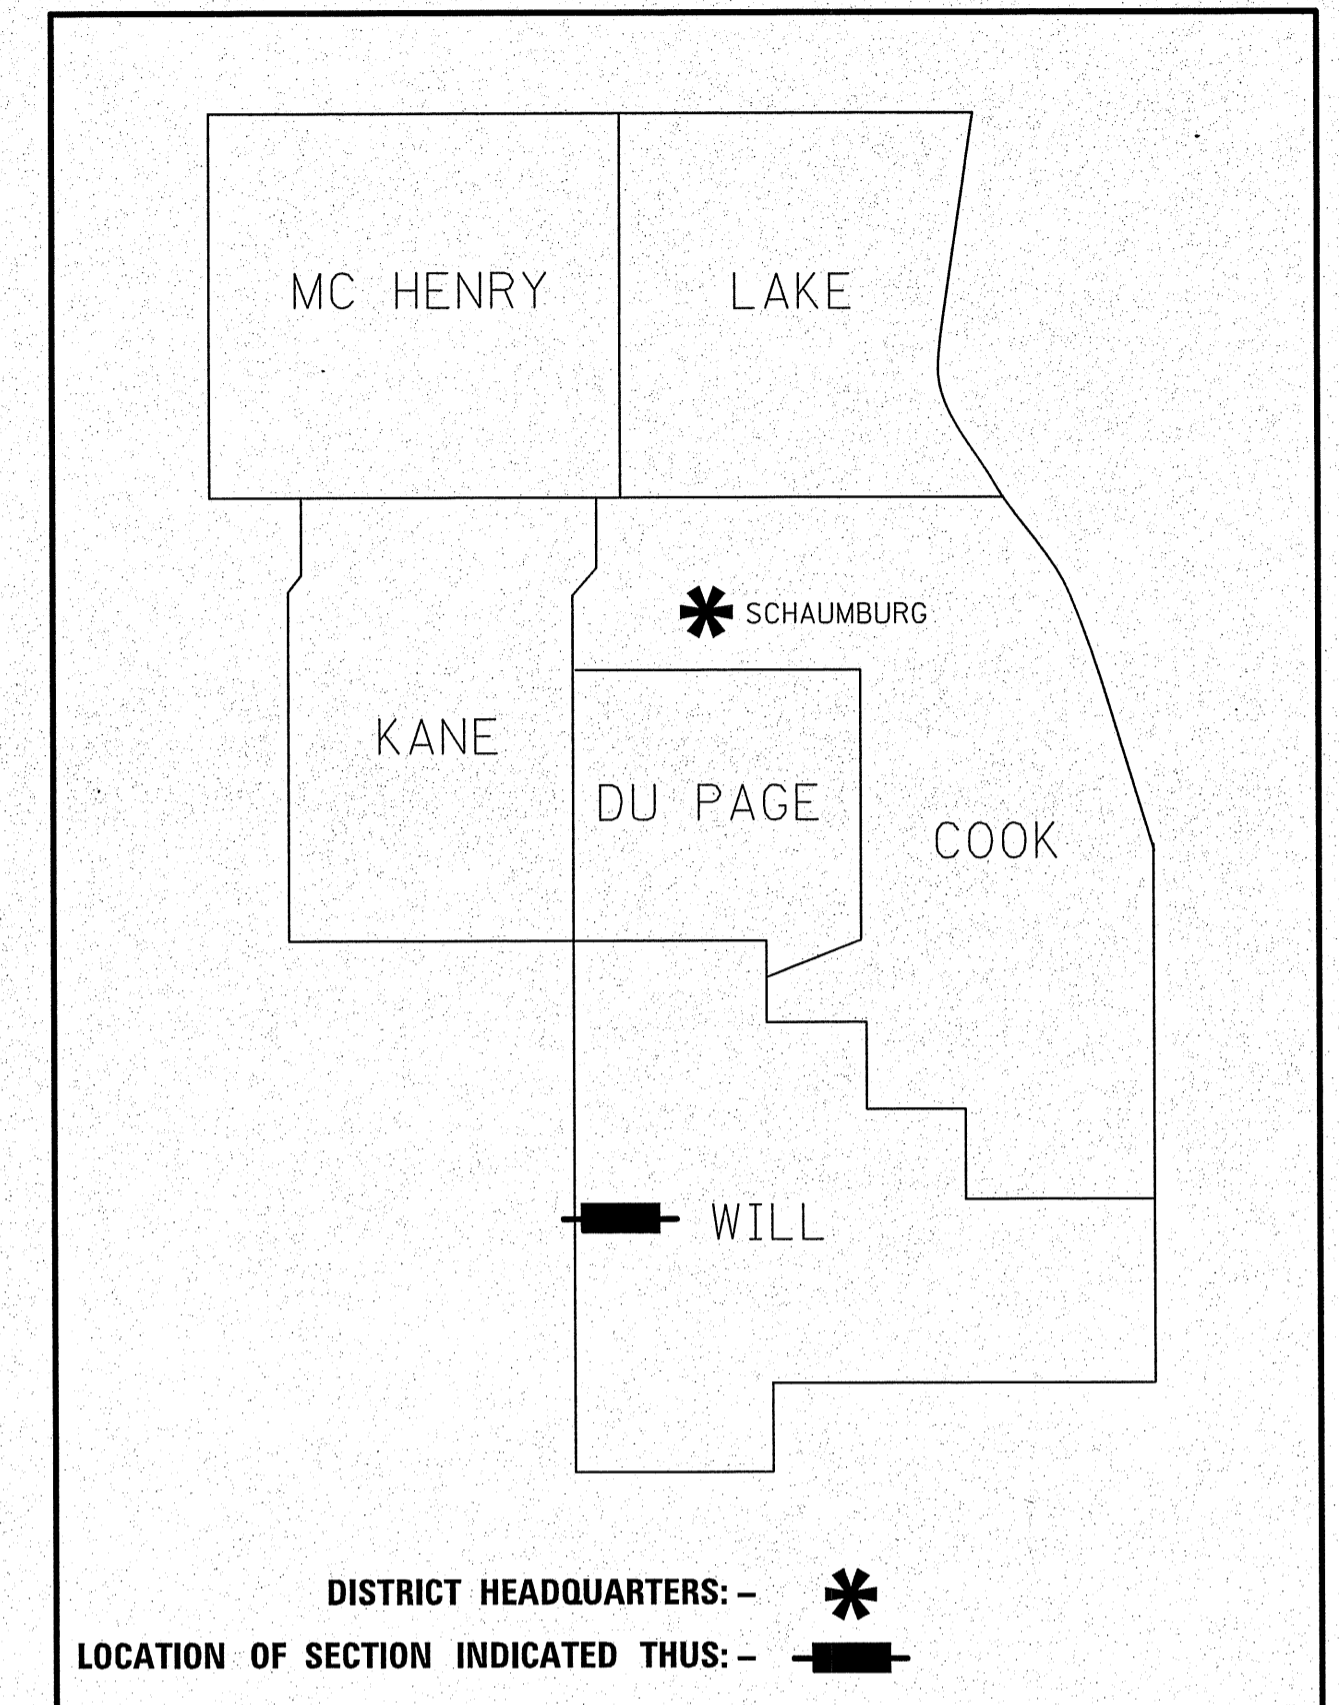 MC HENRY
LAKE
SCHAUMBURG
KANE
DU PAGE
COOK
WILL
DISTRICT HEADQUARTERS: –
LOCATION OF SECTION INDICATED THUS: –